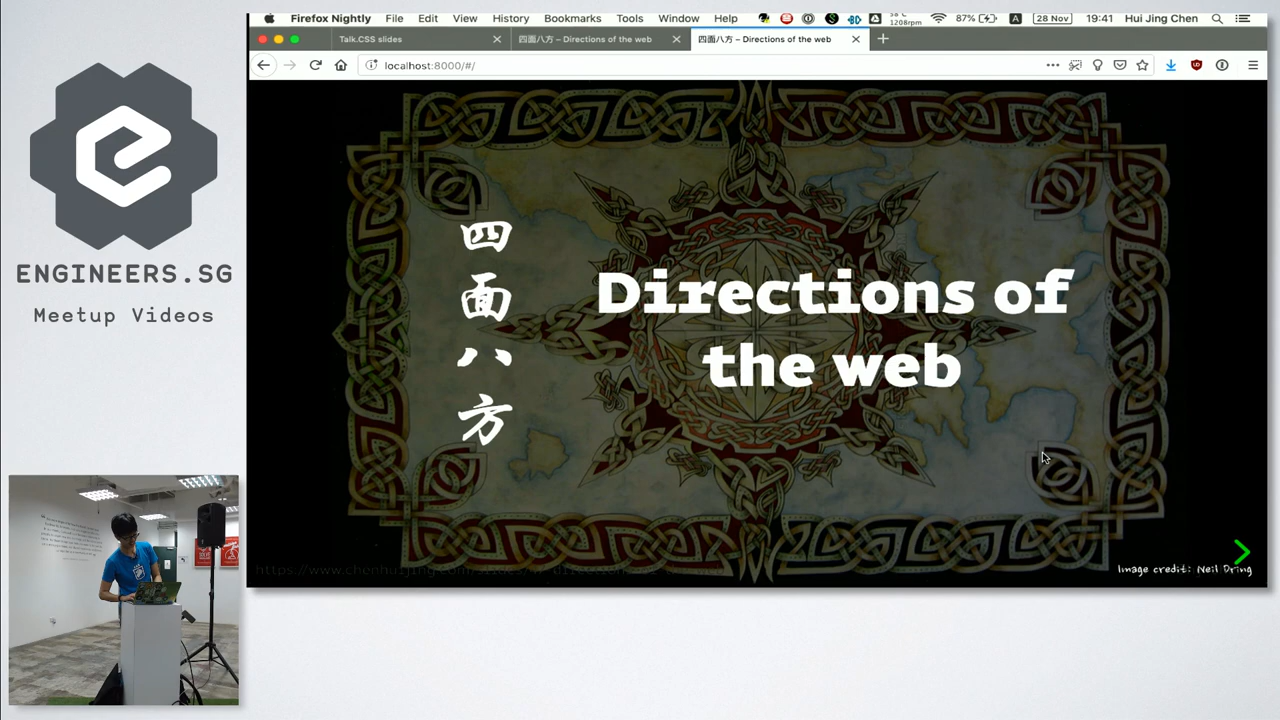 Firefox Nightly File Edit View History Bookmarks Tools Window Help
1208rpm 87% A 28 Nov 19:41 Hui Jing Chen
Talk.CSS slides
四面八方 – Directions of the web
四面八方 – Directions of the web
localhost:8000/#/
ENGINEERS.SG
Meetup Videos
四面八方
Directions of
the web
Image credit: Neil Dring